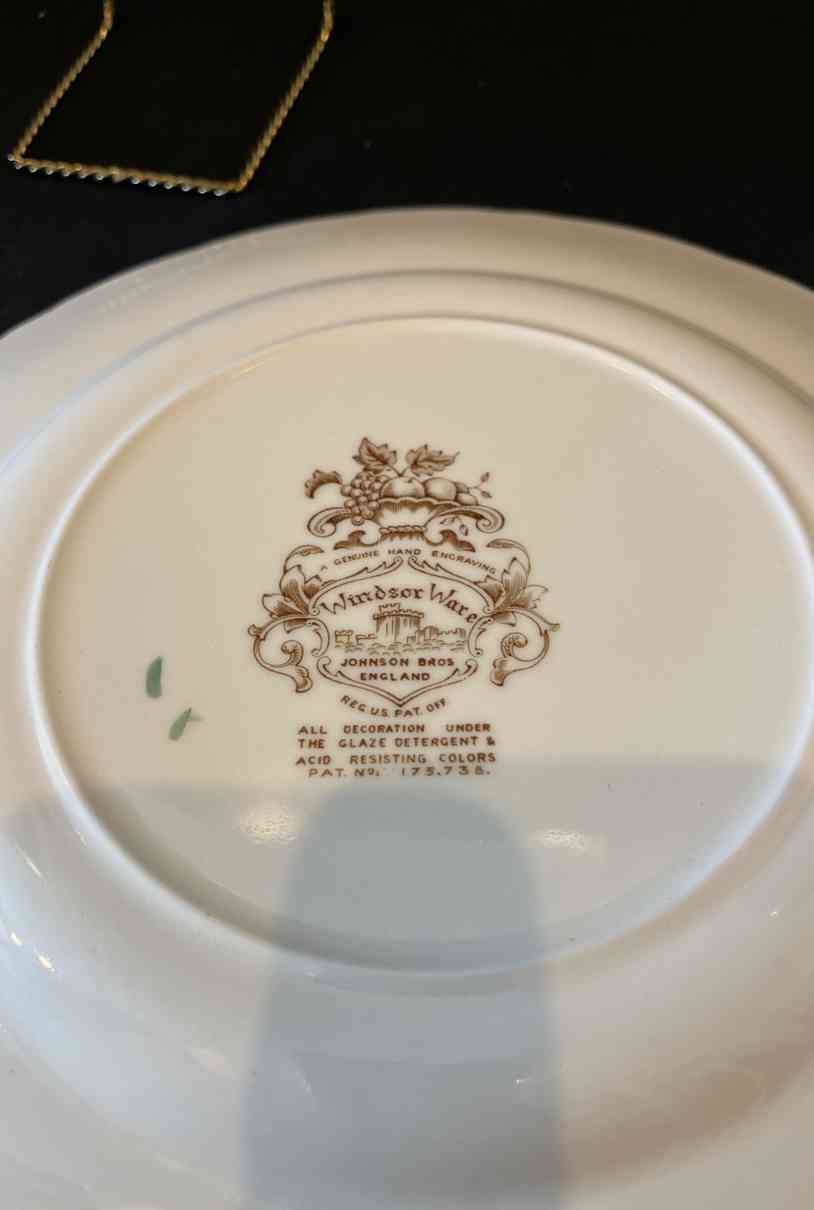 A GENUINE HAND ENGRAVING
Windsor Ware
JOHNSON BROS
ENGLAND
REG. U.S. PAT. OFF.
ALL DECORATION UNDER
THE GLAZE DETERGENT &
ACID RESISTING COLORS
PAT. No: 175.738.